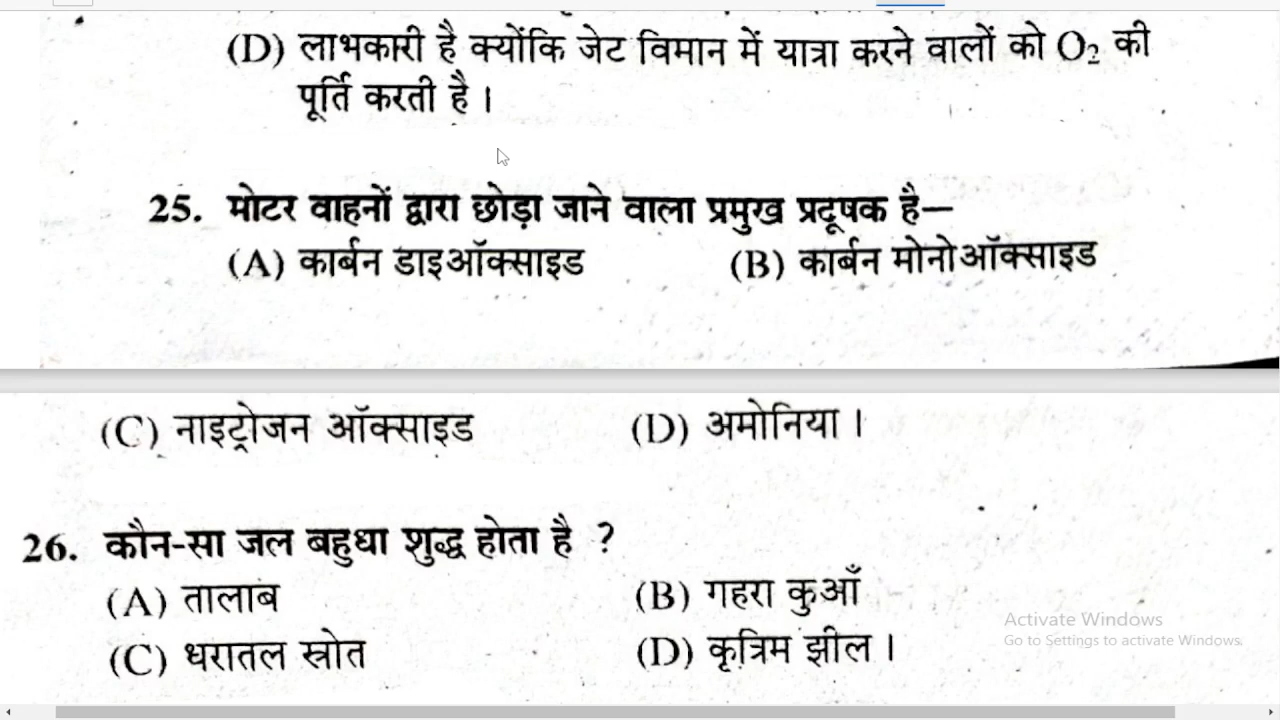 (D) लाभकारी है क्योंकि जेट विमान में यात्रा करने वालों को O₂ की
पूर्ति करती है ।
25. मोटर वाहनों द्वारा छोड़ा जाने वाला प्रमुख प्रदूषक है—
(A) कार्बन डाइऑक्साइड (B) कार्बन मोनोऑक्साइड
(C) नाइट्रोजन ऑक्साइड (D) अमोनिया ।
26. कौन-सा जल बहुधा शुद्ध होता है ?
(A) तालाब (B) गहरा कुआँ
(C) धरातल स्रोत (D) कृत्रिम झील ।
Activate Windows
Go to Settings to activate Windows.